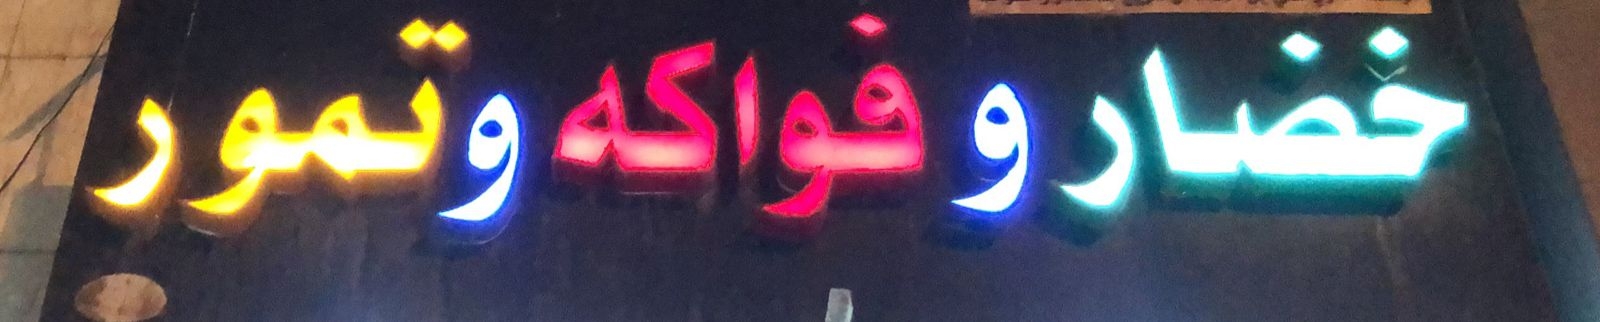 خضار و فواكه و تمور